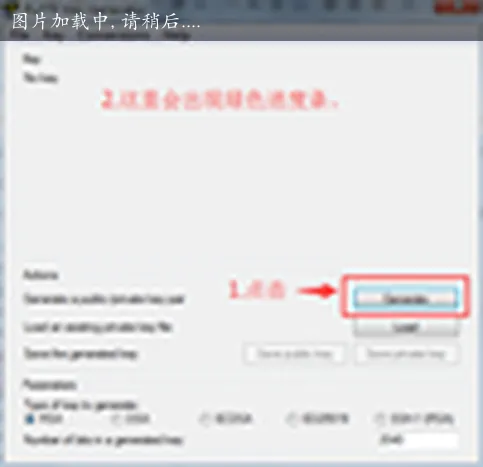 图片加载中,请稍后....
Key
No key.
2.这里会出现绿色进度条。
Actions
Generate a public/private key pair
1.点击
Generate
Load an existing private key file
Load
Save the generated key
Save public key
Save private key
Parameters
Type of key to generate:
RSA
DSA
ECDSA
SSH-1 (RSA)
Number of bits in a generated key:
2048